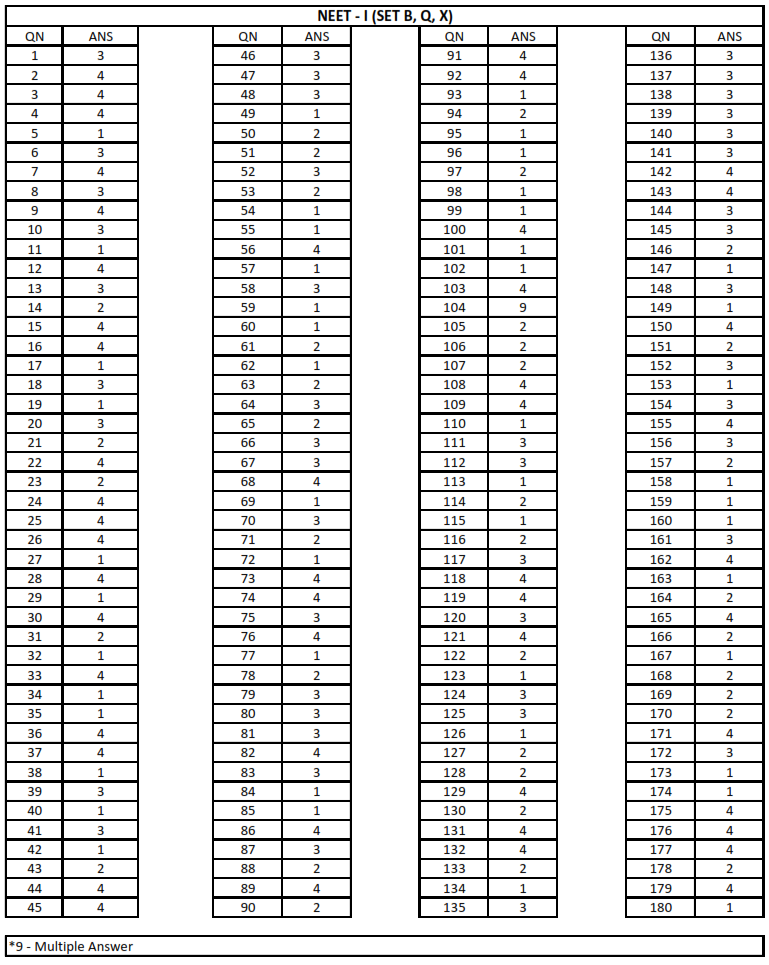 NEET - I (SET B, Q, X)
QN ANS QN ANS QN ANS QN ANS
1 3 46 3 91 4 136 3
2 4 47 3 92 4 137 3
3 4 48 3 93 1 138 3
4 4 49 1 94 2 139 3
5 1 50 2 95 1 140 3
6 3 51 2 96 1 141 3
7 4 52 3 97 2 142 4
8 3 53 2 98 1 143 4
9 4 54 1 99 1 144 3
10 3 55 1 100 4 145 3
11 1 56 4 101 1 146 2
12 4 57 1 102 1 147 1
13 3 58 3 103 4 148 3
14 2 59 1 104 9 149 1
15 4 60 1 105 2 150 4
16 4 61 2 106 2 151 2
17 1 62 1 107 2 152 3
18 3 63 2 108 4 153 1
19 1 64 3 109 4 154 3
20 3 65 2 110 1 155 4
21 2 66 3 111 3 156 3
22 4 67 3 112 3 157 2
23 2 68 4 113 1 158 1
24 4 69 1 114 2 159 1
25 4 70 3 115 1 160 1
26 4 71 2 116 2 161 3
27 1 72 1 117 3 162 4
28 4 73 4 118 4 163 1
29 1 74 4 119 4 164 2
30 4 75 3 120 3 165 4
31 2 76 4 121 4 166 2
32 1 77 1 122 2 167 1
33 4 78 2 123 1 168 2
34 1 79 3 124 3 169 2
35 1 80 3 125 3 170 2
36 4 81 3 126 1 171 4
37 4 82 4 127 2 172 3
38 1 83 3 128 2 173 1
39 3 84 1 129 4 174 1
40 1 85 1 130 2 175 4
41 3 86 4 131 4 176 4
42 1 87 3 132 4 177 4
43 2 88 2 133 2 178 2
44 4 89 4 134 1 179 4
45 4 90 2 135 3 180 1
*9 - Multiple Answer